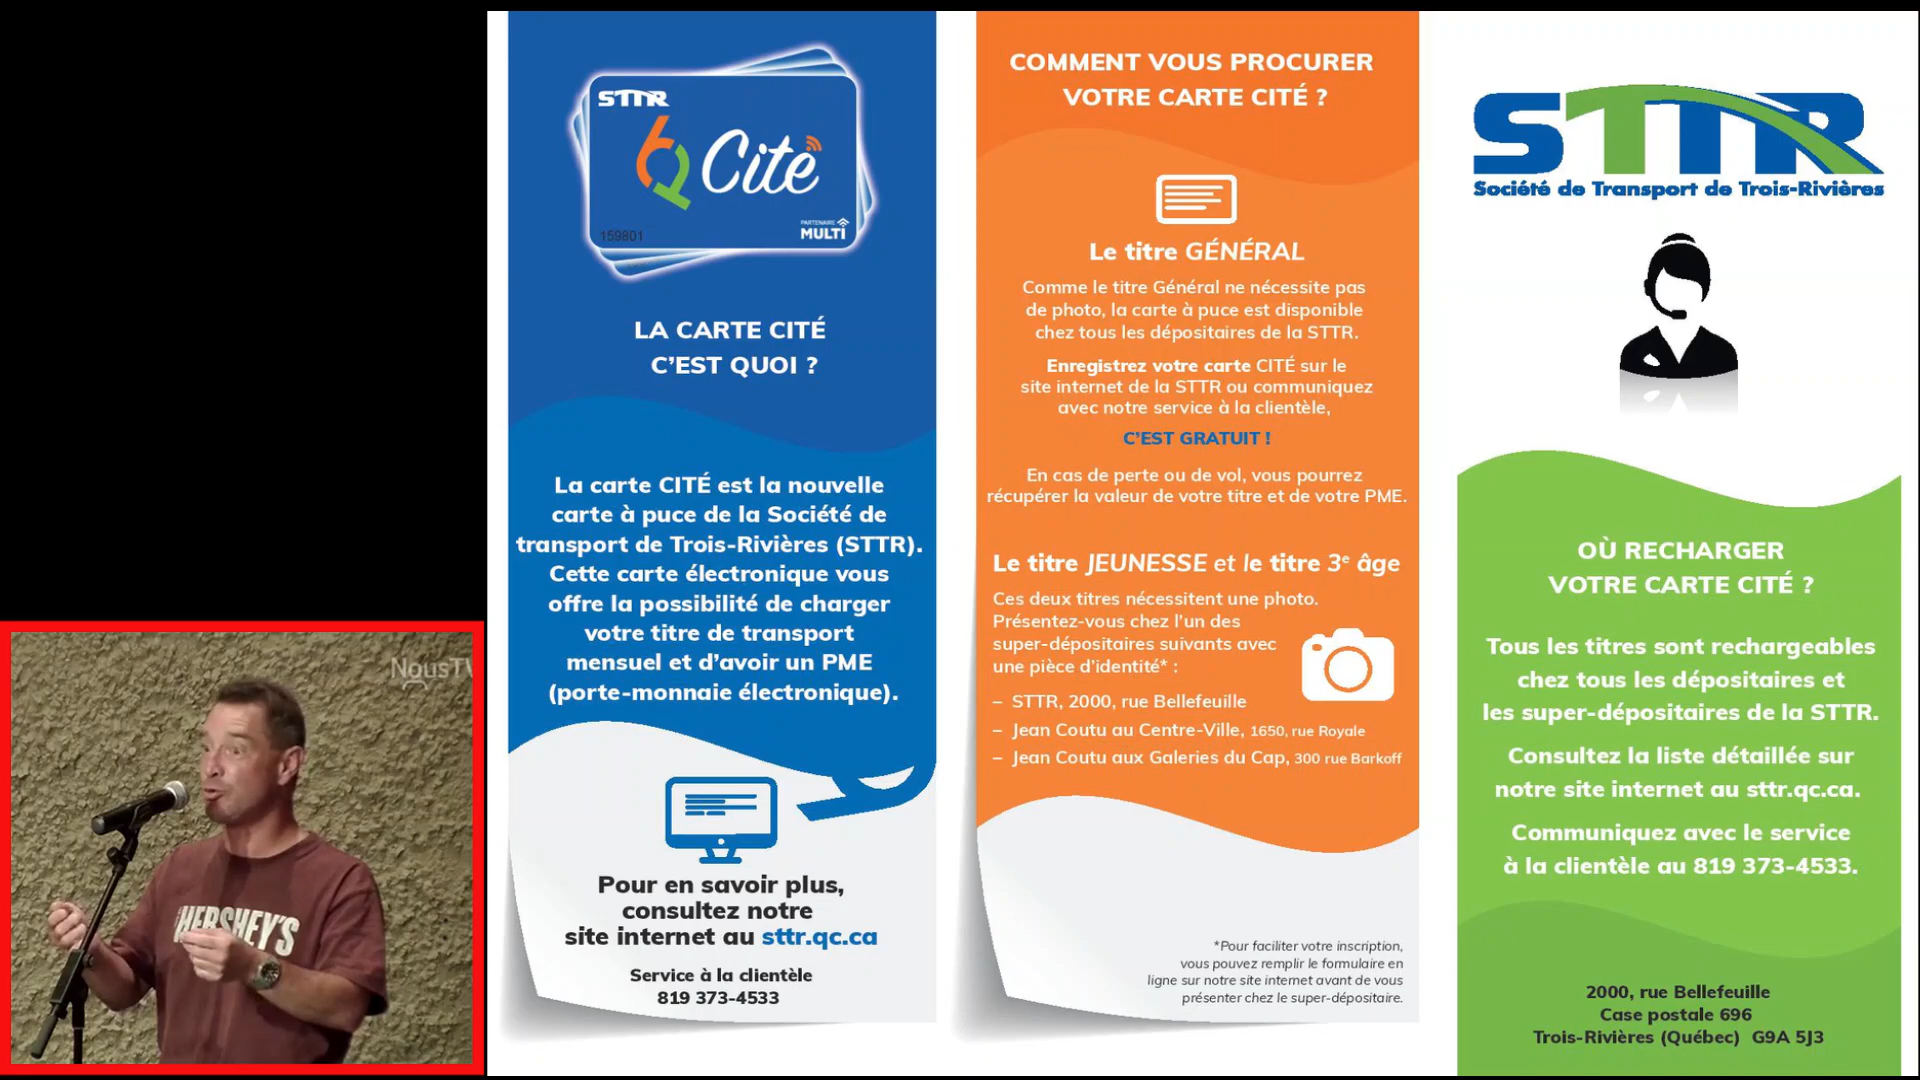 STTR
Cité
PARTENAIRE
MULTI
159801
LA CARTE CITÉ
C'EST QUOI ?
La carte CITÉ est la nouvelle
carte à puce de la Société de
transport de Trois-Rivières (STTR).
Cette carte électronique vous
offre la possibilité de charger
votre titre de transport
mensuel et d'avoir un PME
(porte-monnaie électronique).
Pour en savoir plus,
consultez notre
site internet au sttr.qc.ca
Service à la clientèle
819 373-4533
COMMENT VOUS PROCURER
VOTRE CARTE CITÉ ?
Le titre GÉNÉRAL
Comme le titre Général ne nécessite pas
de photo, la carte à puce est disponible
chez tous les dépositaires de la STTR.
Enregistrez votre carte CITÉ sur le
site internet de la STTR ou communiquez
avec notre service à la clientèle,
C'EST GRATUIT !
En cas de perte ou de vol, vous pourrez
récupérer la valeur de votre titre et de votre PME.
Le titre JEUNESSE et le titre 3e âge
Ces deux titres nécessitent une photo.
Présentez-vous chez l'un des
super-dépositaires suivants avec
une pièce d'identité* :
– STTR, 2000, rue Bellefeuille
– Jean Coutu au Centre-Ville, 1650, rue Royale
– Jean Coutu aux Galeries du Cap, 300 rue Barkoff
*Pour faciliter votre inscription,
vous pouvez remplir le formulaire en
ligne sur notre site internet avant de vous
présenter chez le super-dépositaire.
STTR
Société de Transport de Trois-Rivières
OÙ RECHARGER
VOTRE CARTE CITÉ ?
Tous les titres sont rechargeables
chez tous les dépositaires et
les super-dépositaires de la STTR.
Consultez la liste détaillée sur
notre site internet au sttr.qc.ca.
Communiquez avec le service
à la clientèle au 819 373-4533.
2000, rue Bellefeuille
Case postale 696
Trois-Rivières (Québec) G9A 5J3
NousTV
HERSHEY'S